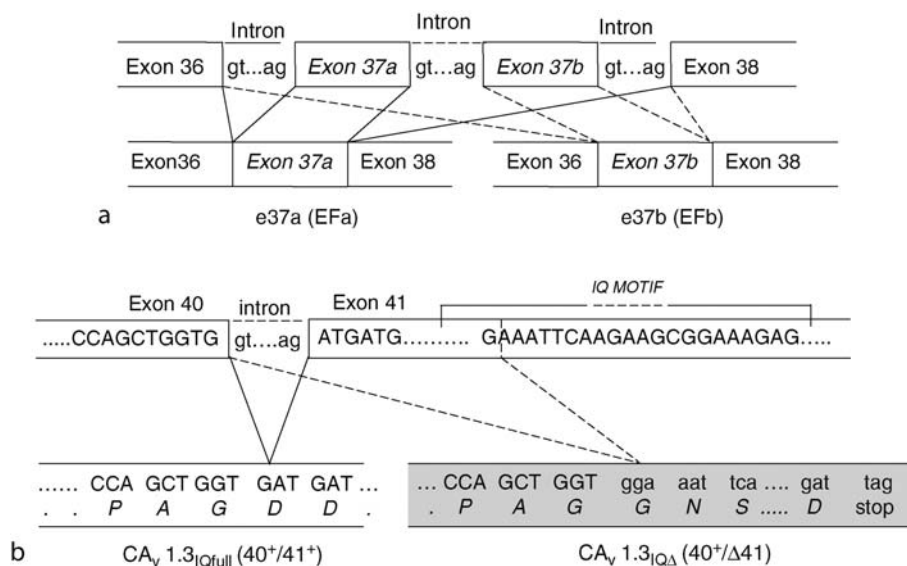 Intron Intron Intron
Exon 36 gt...ag Exon 37a gt...ag Exon 37b gt...ag Exon 38
Exon36 Exon 37a Exon 38 Exon 36 Exon 37b Exon 38
a e37a (EFa) e37b (EFb)
IQ MOTIF
Exon 40 intron Exon 41
.....CCAGCTGGTG gt....ag ATGATG........... GAAATTCAAGAAGCGGAAAGAG.....
...... CCA GCT GGT GAT GAT ... ... CCA GCT GGT gga aat tca .... gat tag
. . P A G D D . . P A G G N S ..... D stop
b CAv 1.3IQfull (40+/41+) CAv 1.3IQΔ (40+/Δ41)